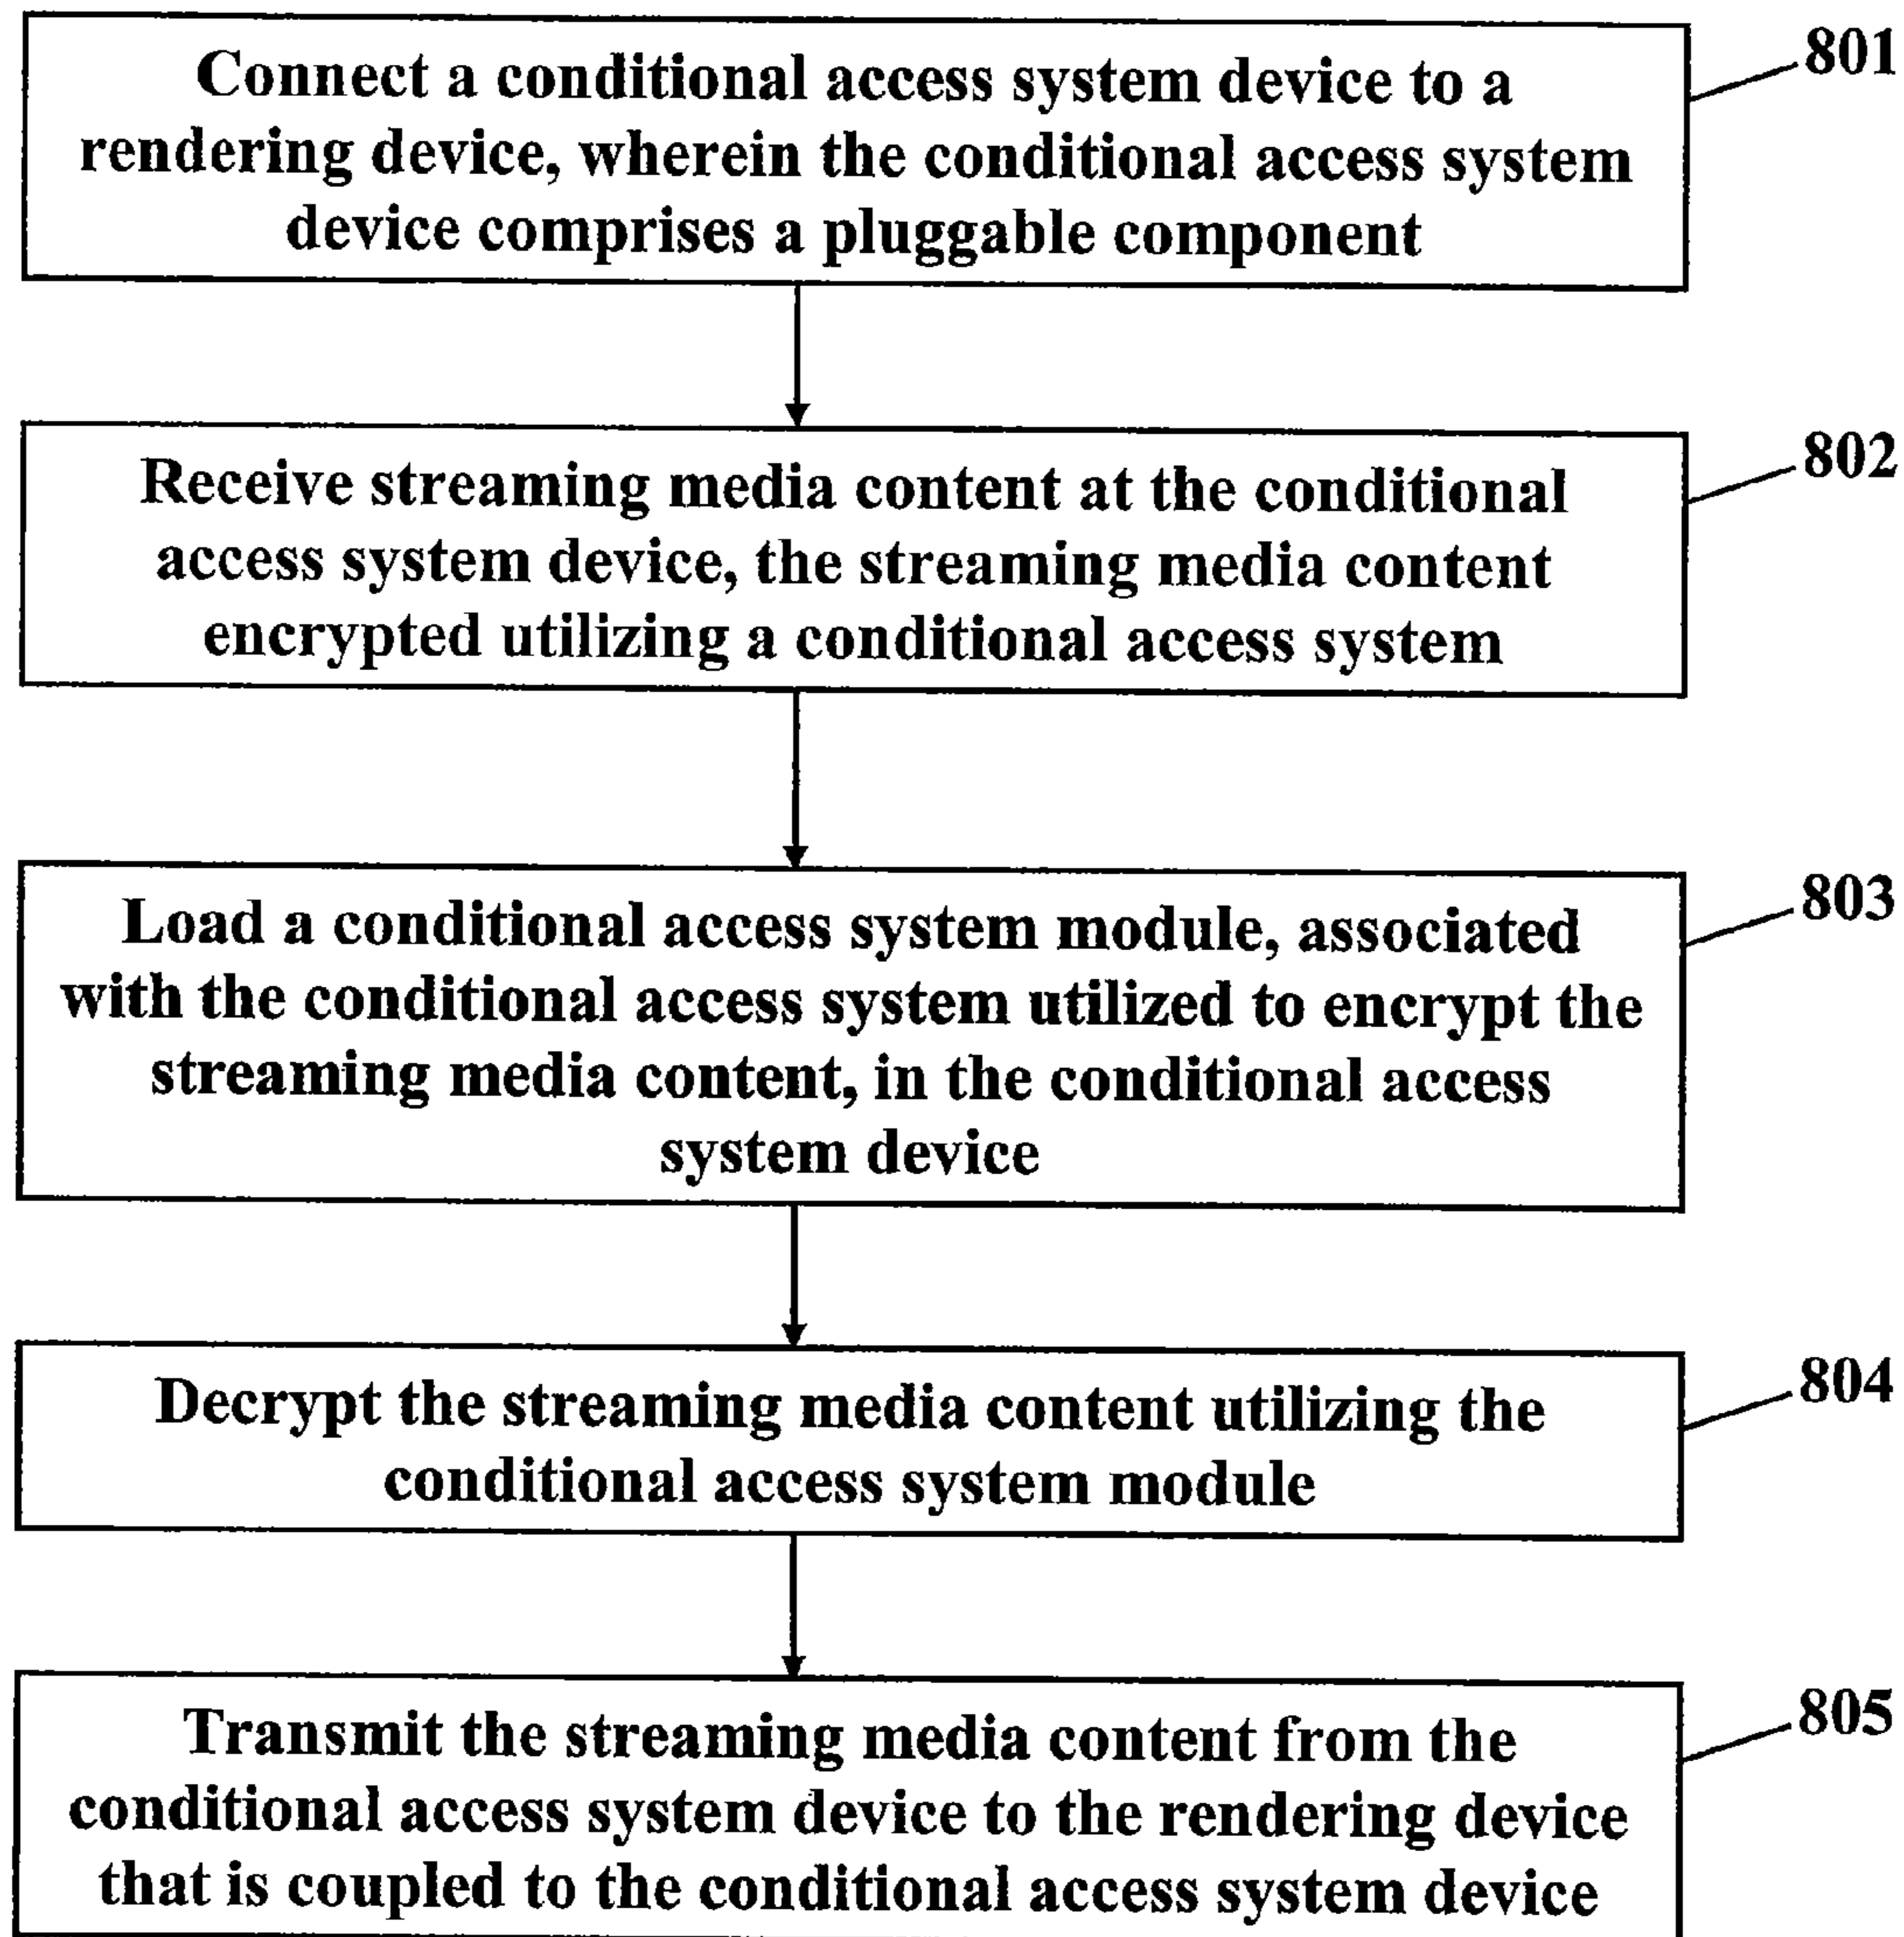 Connect a conditional access system device to a
rendering device, wherein the conditional access system
device comprises a pluggable component
801
Receive streaming media content at the conditional
access system device, the streaming media content
encrypted utilizing a conditional access system
802
Load a conditional access system module, associated
with the conditional access system utilized to encrypt the
streaming media content, in the conditional access
system device
803
Decrypt the streaming media content utilizing the
conditional access system module
804
Transmit the streaming media content from the
conditional access system device to the rendering device
that is coupled to the conditional access system device
805